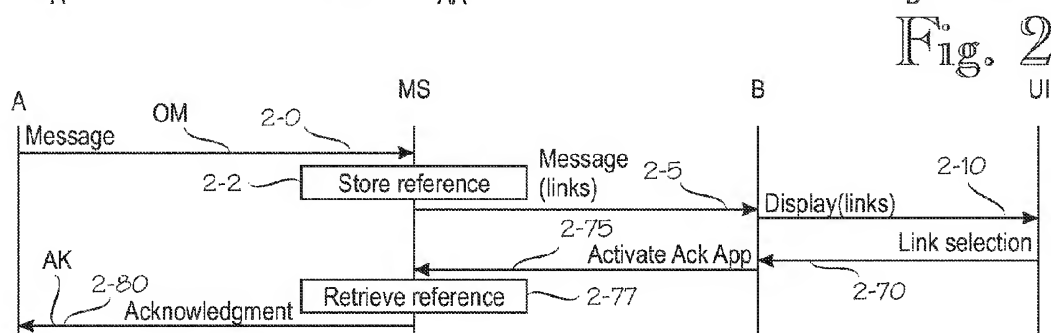 Fig. 2
A MS B UI
OM 2-0
Message
2-2 Store reference Message
(links) 2-5 2-10
Display(links)
2-75 Link selection
Activate Ack App
AK 2-80 Retrieve reference 2-77 2-70
Acknowledgment